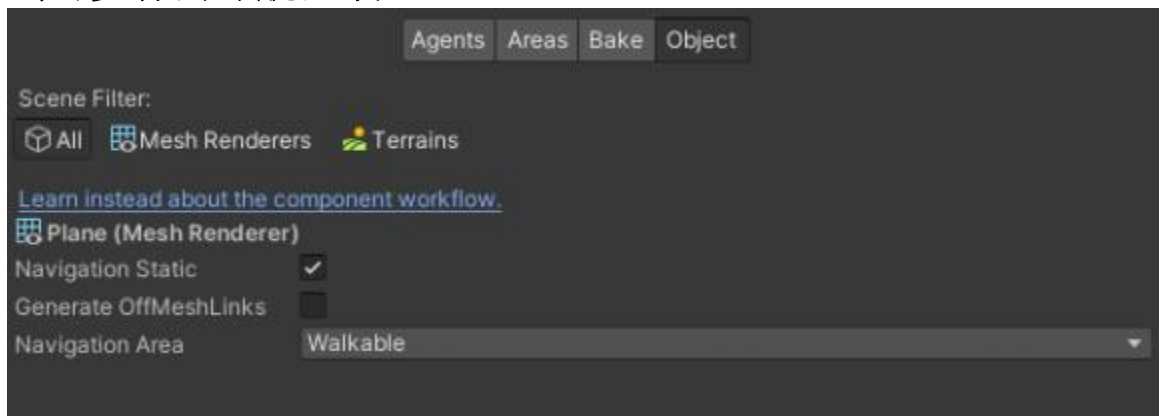 Agents Areas Bake Object
Scene Filter:
All Mesh Renderers Terrains
Learn instead about the component workflow.
Plane (Mesh Renderer)
Navigation Static
Generate OffMeshLinks
Navigation Area Walkable